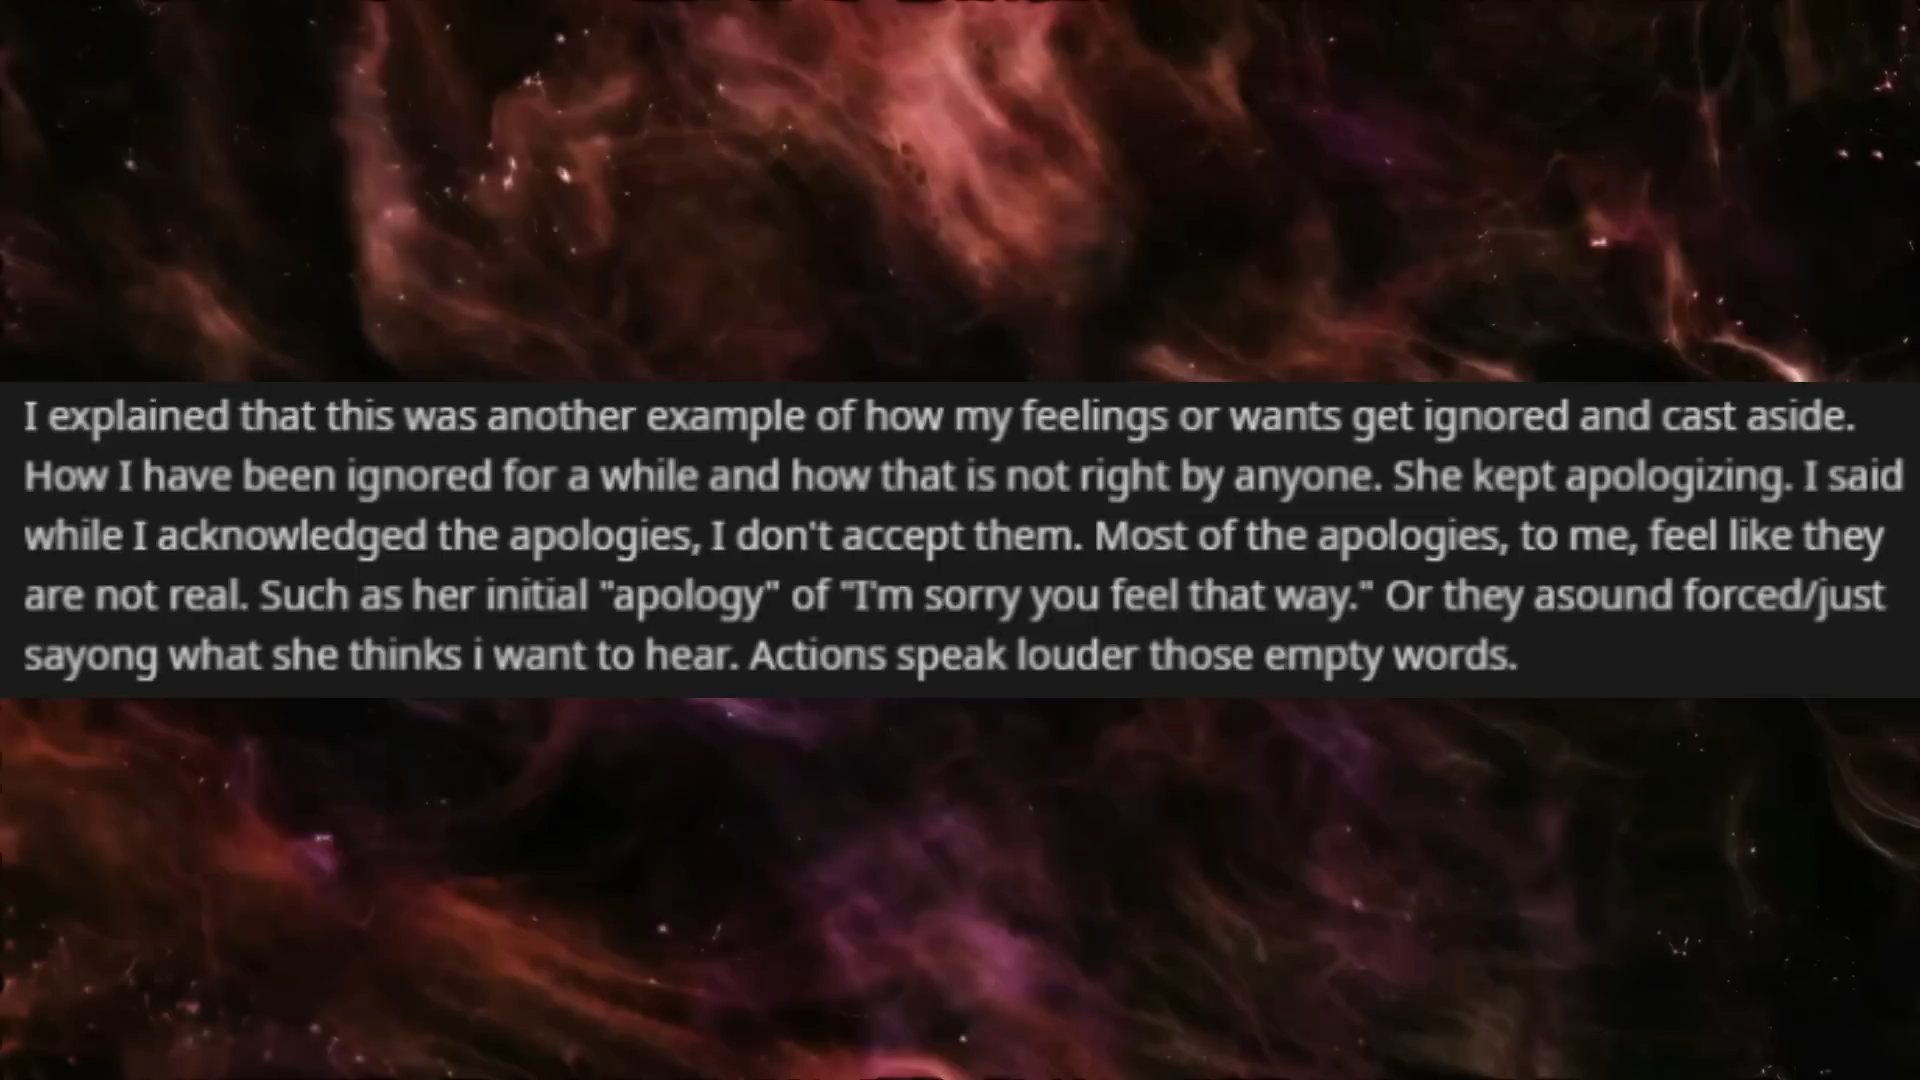 I explained that this was another example of how my feelings or wants get ignored and cast aside.
How I have been ignored for a while and how that is not right by anyone. She kept apologizing. I said
while I acknowledged the apologies, I don't accept them. Most of the apologies, to me, feel like they
are not real. Such as her initial "apology" of "I'm sorry you feel that way." Or they asound forced/just
sayong what she thinks i want to hear. Actions speak louder those empty words.